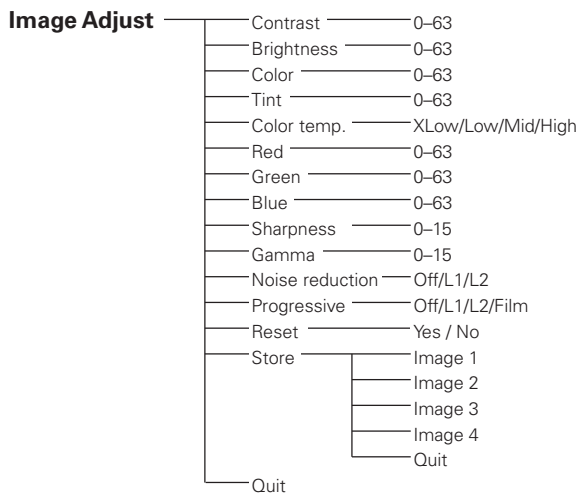 Image Adjust Contrast 0–63
Brightness 0–63
Color 0–63
Tint 0–63
Color temp. XLow/Low/Mid/High
Red 0–63
Green 0–63
Blue 0–63
Sharpness 0–15
Gamma 0–15
Noise reduction Off/L1/L2
Progressive Off/L1/L2/Film
Reset Yes / No
Store Image 1
Image 2
Image 3
Image 4
Quit
Quit